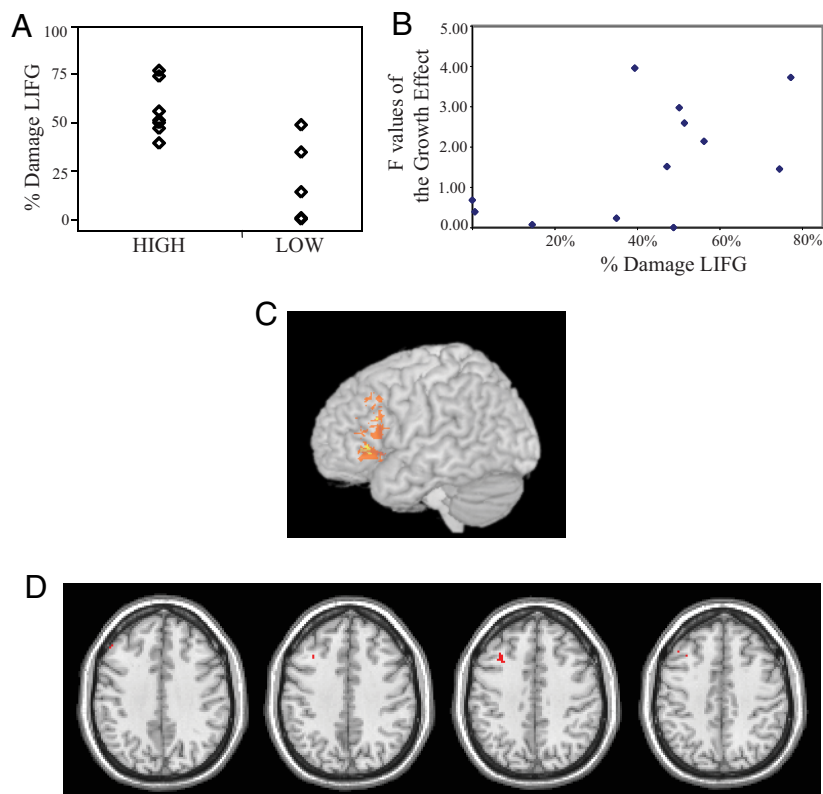 A
100
75
50
25
0
% Damage LIFG
HIGH LOW
B
5.00
4.00
3.00
2.00
1.00
0.00
F values of
the Growth Effect
20% 40% 60% 80%
% Damage LIFG
C
D